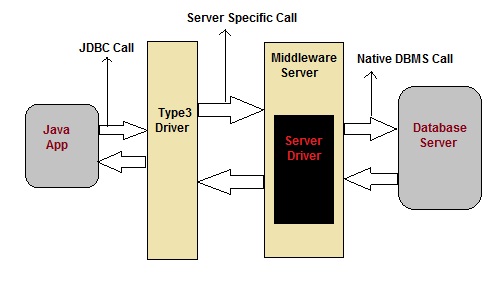 Server Specific Call
JDBC Call
Middleware
Server
Native DBMS Call
Java
App
Type3
Driver
Server
Driver
Database
Server